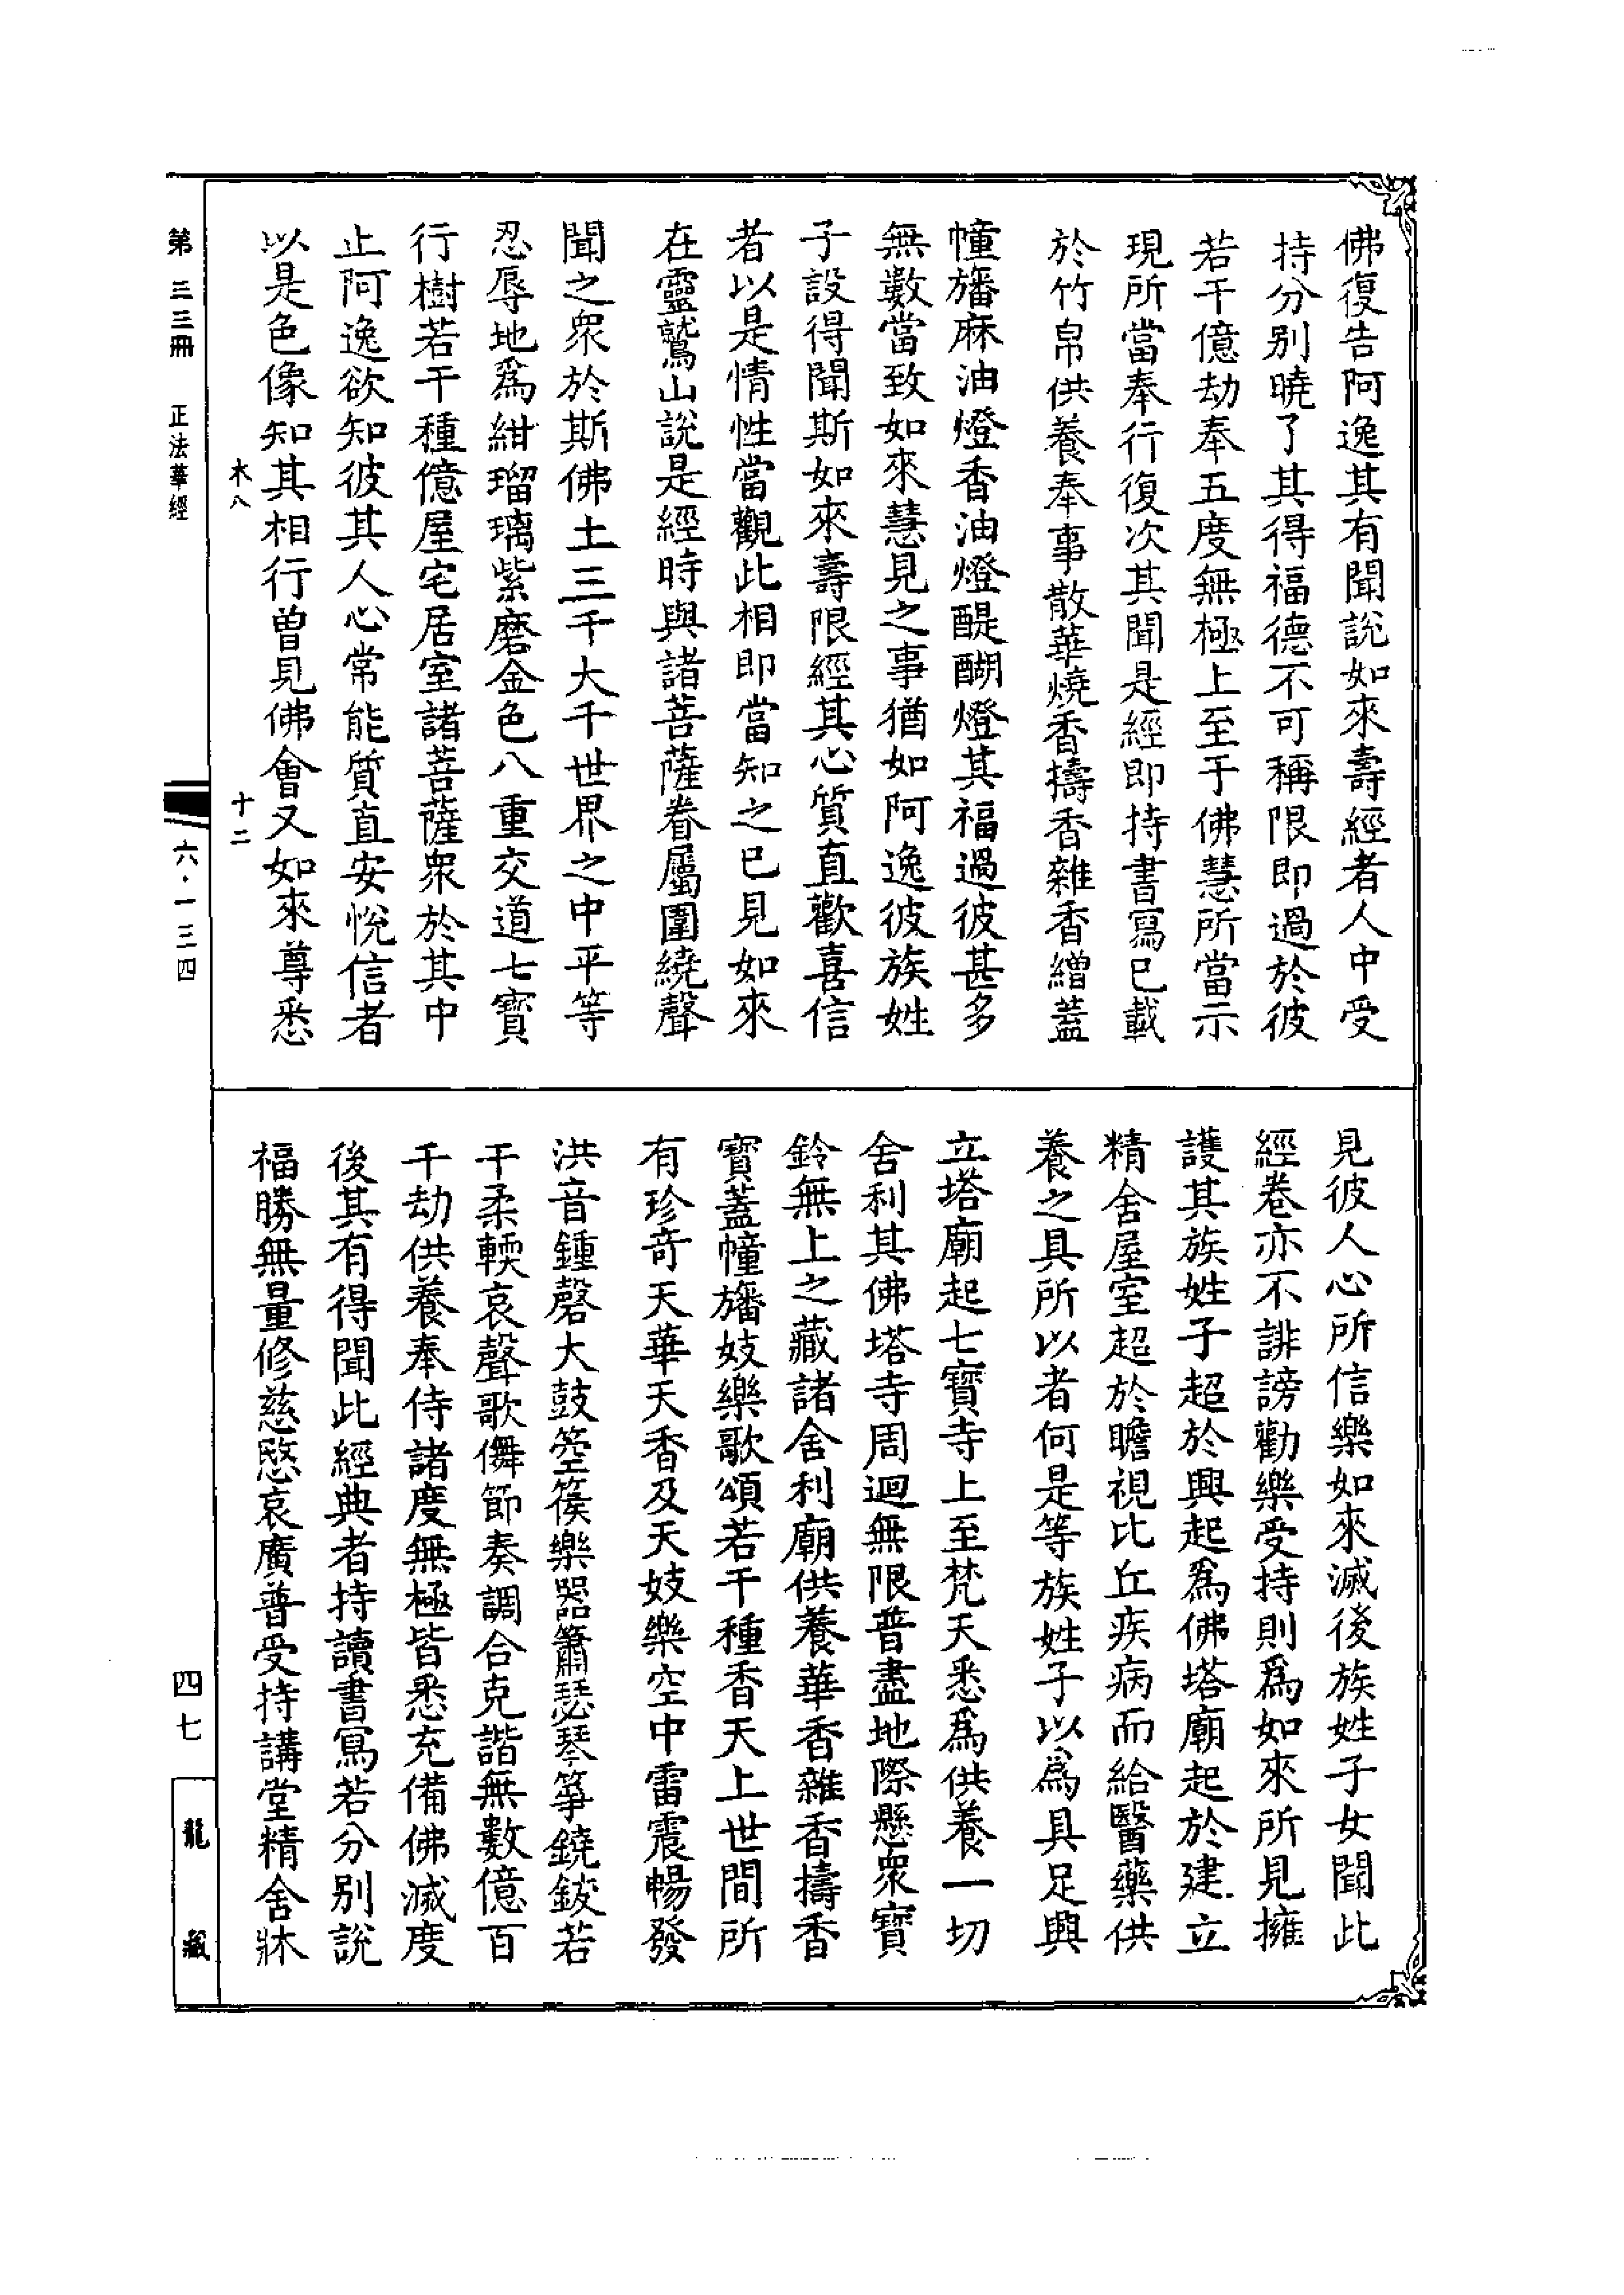 佛復告阿逸其有聞說如來壽經者人中受
持分别曉了其得福德不可稱限即過於彼
若干億劫奉五度無極上至于佛慧所當示
現所當奉行復次其聞是經即持書寫已載
於竹帛供養奉事散華燒香擣香雜香繒蓋
幢旛麻油燈香油燈醍醐燈其福過彼甚多
無數當致如來慧見之事猶如阿逸彼族姓
子設得聞斯如來壽限經其心質直歡喜信
者以是情性當觀此相即當知之已見如來
在靈鷲山說是經時與諸菩薩眷屬圍繞聲
聞之衆於斯佛土三千大千世界之中平等
忍辱地爲紺瑠璃紫磨金色八重交道七寳
行樹若干種億屋宅居室諸菩薩衆於其中
止阿逸欲知彼其人心常能質直安悅信者
以是色像知其相行曾見佛會又如來尊悉
見彼人心所信樂如來滅後族姓子女聞此
經卷亦不誹謗勸樂受持則爲如來所見擁
護其族姓子超於興起爲佛塔廟起於建立
精舍屋室超於瞻視比丘疾病而給醫藥供
養之具所以者何是等族姓子以爲具足興
立塔廟起七寶寺上至梵天悉爲供養一切
舍利其佛塔寺周迴無限普盡地際懸衆寶
鈴無上之藏諸舍利廟供養華香雜香擣香
寶蓋幢旛妓樂歌頌若干種香天上世間所
有珍奇天華天香及天妓樂空中雷震暢發
洪音鍾磬大鼓箜篌樂器簫瑟琴箏鐃鈸若
干柔輭哀聲歌儛節奏調合克諧無數億百
千劫供養奉侍諸度無極皆悉充備佛滅度
後其有得聞此經典者持讀書寫若分別說
福勝無量修慈愍哀廣普受持講堂精舍牀
木八
十二
第三三冊 正法華經
六·一三四
四七
龍藏